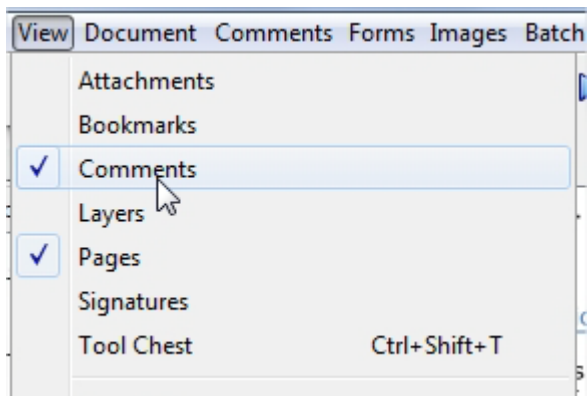 View Document Comments Forms Images Batch
Attachments
Bookmarks
Comments
Layers
Pages
Signatures
Tool Chest Ctrl+Shift+T